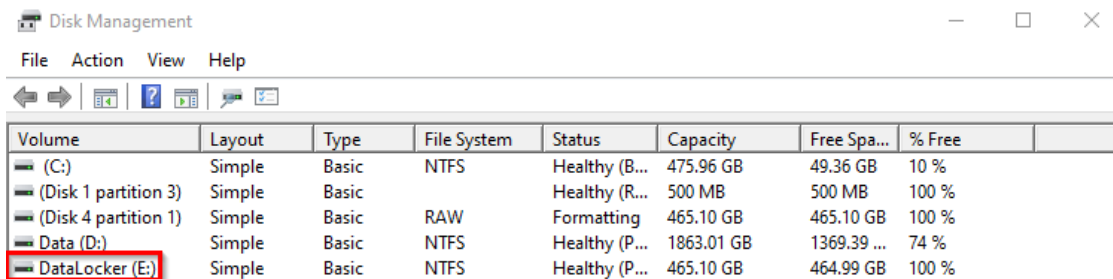 Disk Management
File Action View Help
Volume Layout Type File System Status Capacity Free Spa... % Free
(C:) Simple Basic NTFS Healthy (B... 475.96 GB 49.36 GB 10 %
(Disk 1 partition 3) Simple Basic Healthy (R... 500 MB 500 MB 100 %
(Disk 4 partition 1) Simple Basic RAW Formatting 465.10 GB 465.10 GB 100 %
Data (D:) Simple Basic NTFS Healthy (P... 1863.01 GB 1369.39 ... 74 %
DataLocker (E:) Simple Basic NTFS Healthy (P... 465.10 GB 464.99 GB 100 %